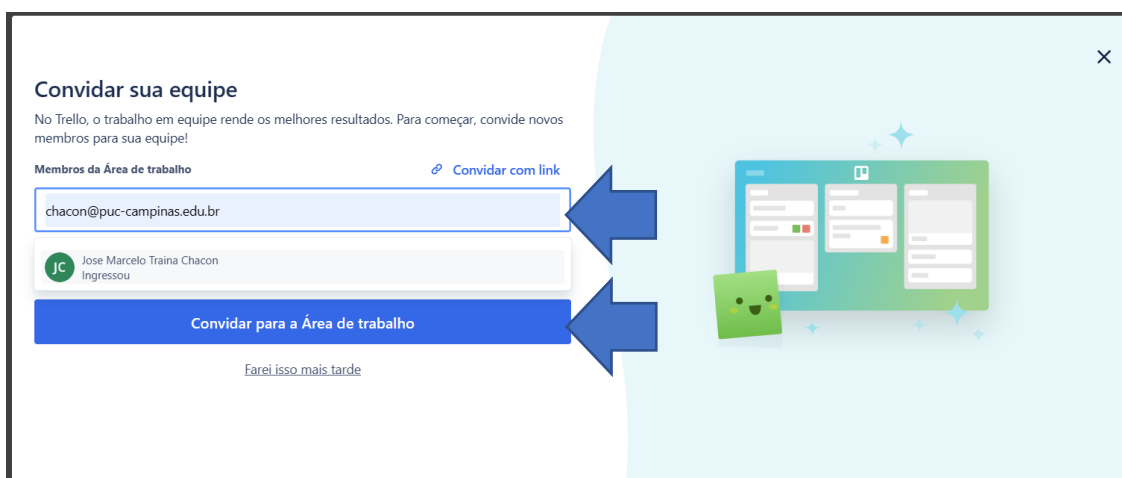 Convidar sua equipe
No Trello, o trabalho em equipe rende os melhores resultados. Para começar, convide novos
membros para sua equipe!
Membros da Área de trabalho
Convidar com link
chacon@puc-campinas.edu.br
JC
Jose Marcelo Traina Chacon
Ingressou
Convidar para a Área de trabalho
Farei isso mais tarde